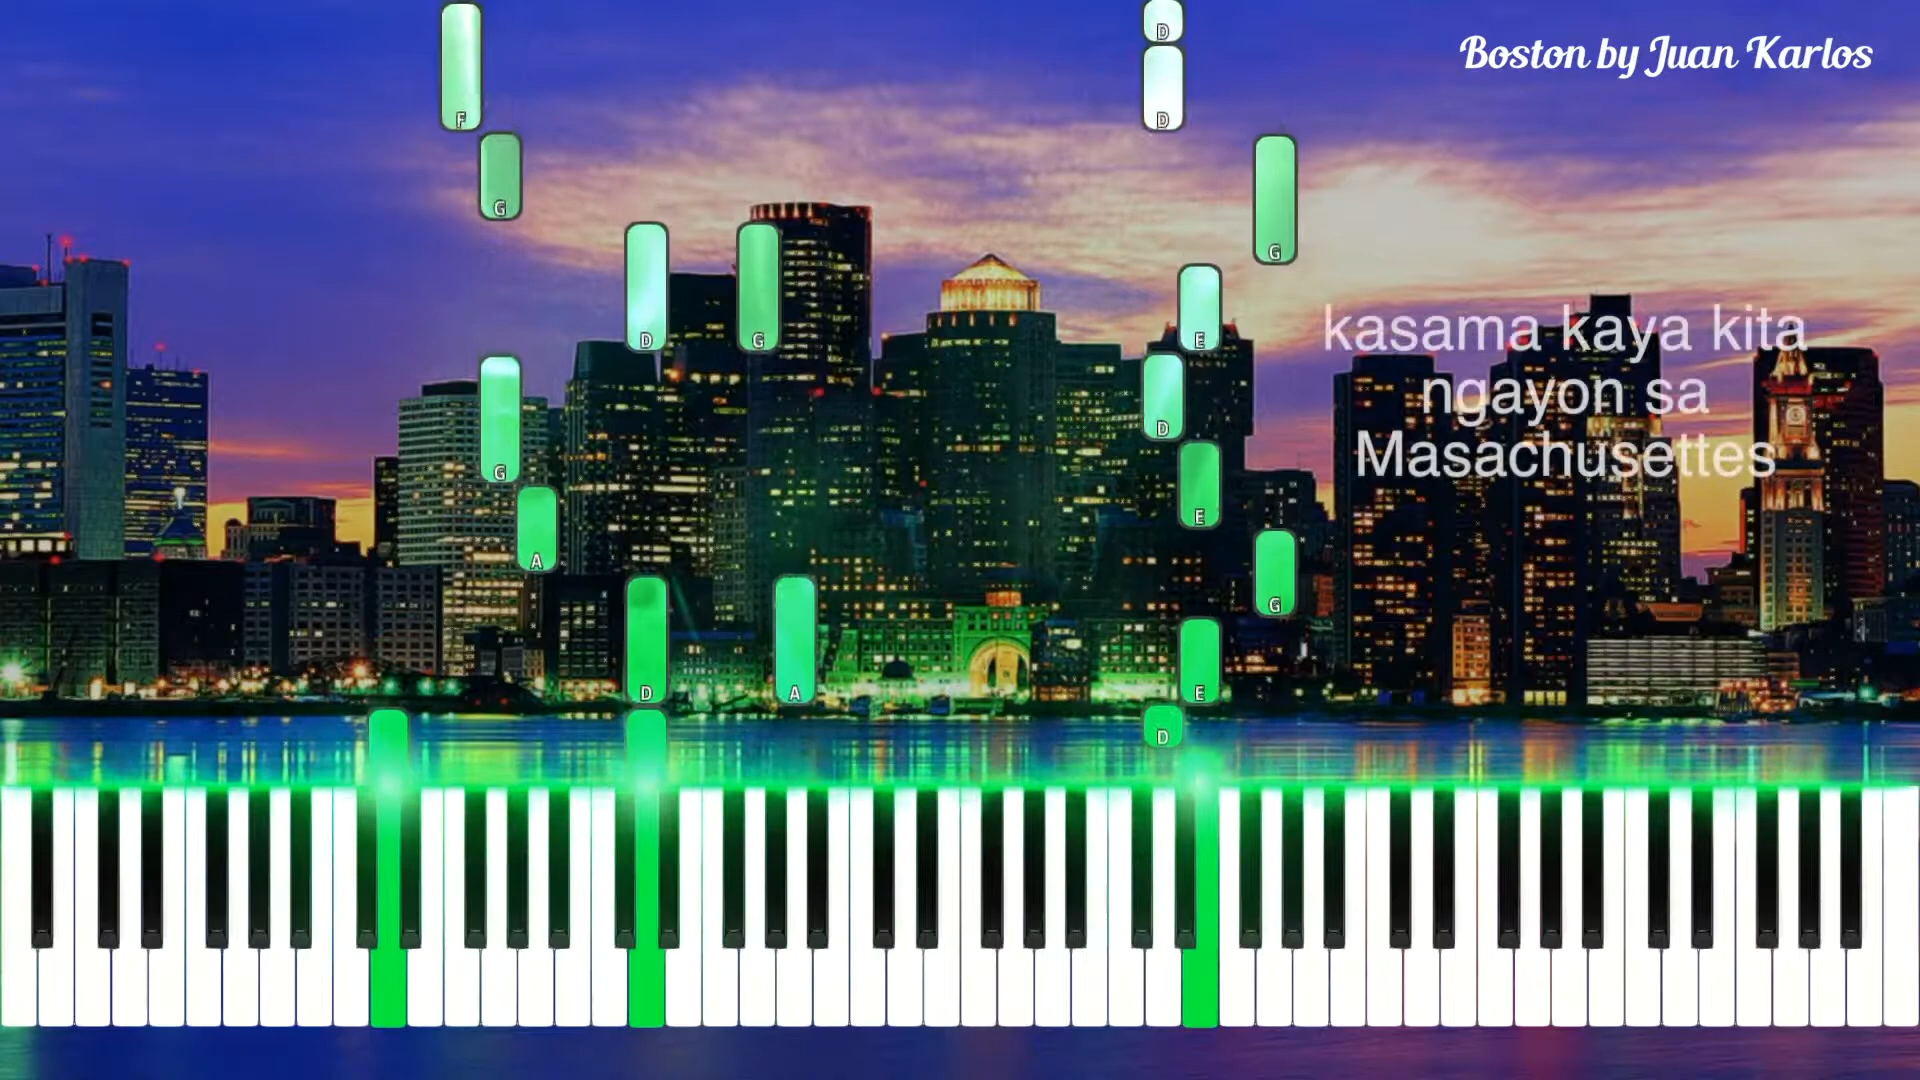 Boston by Juan Karlos
D
D
F
G
G
D
G
E
G
D
E
A
G
D
A
E
D
kasama kaya kita
ngayon sa
Masachusettes